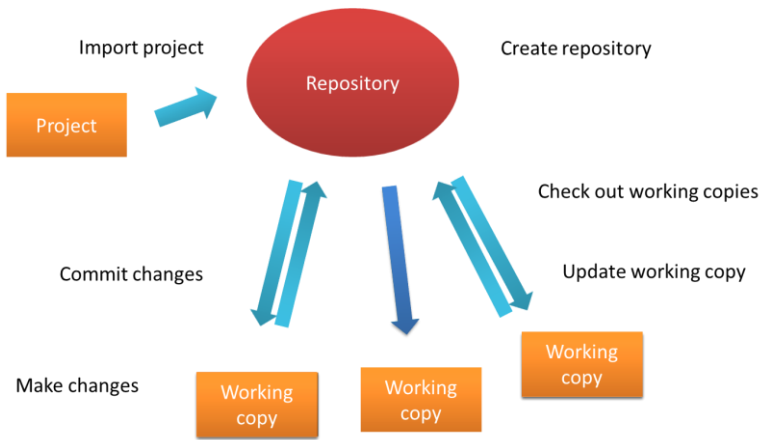 Import project
Create repository
Repository
Project
Check out working copies
Commit changes
Update working copy
Make changes
Working
copy
Working
copy
Working
copy